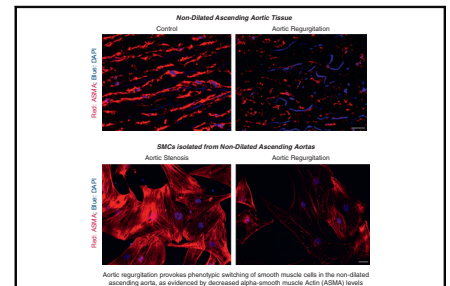 Non-Dilated Ascending Aortic Tissue
Control
Aortic Regurgitation
Red: ASMA; Blue: DAPI
SMCs isolated from Non-Dilated Ascending Aortas
Aortic Stenosis
Aortic Regurgitation
Red: ASMA; Blue: DAPI
Aortic regurgitation provokes phenotypic switching of smooth muscle cells in the non-dilated
ascending aorta, as evidenced by decreased alpha-smooth muscle Actin (ASMA) levels